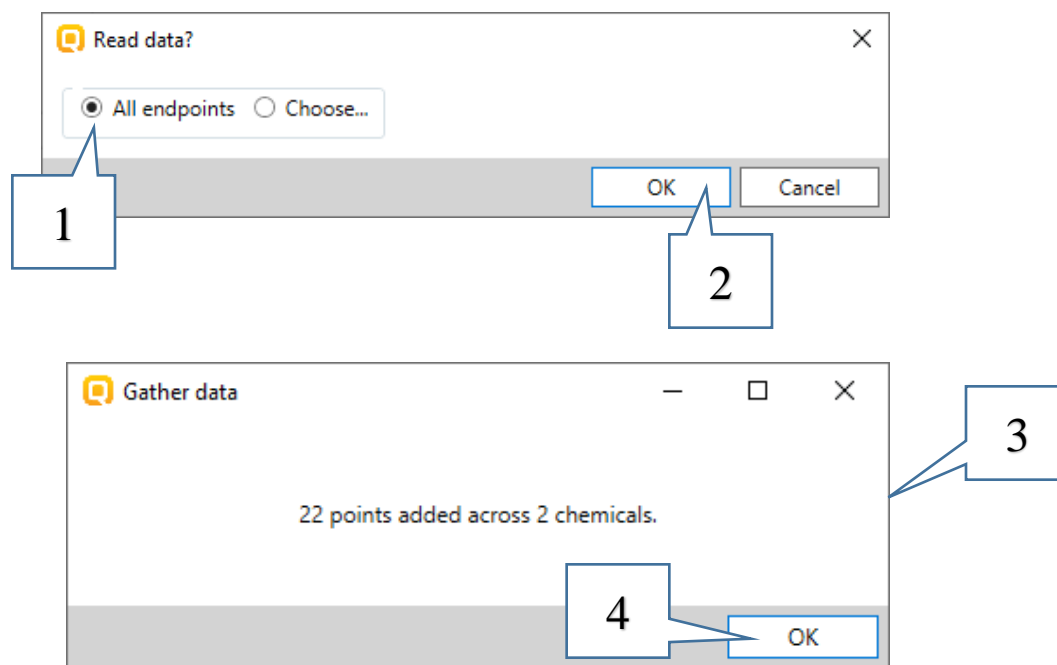 Read data?
All endpoints Choose...
OK Cancel
1
2
Gather data
3
22 points added across 2 chemicals.
4
OK